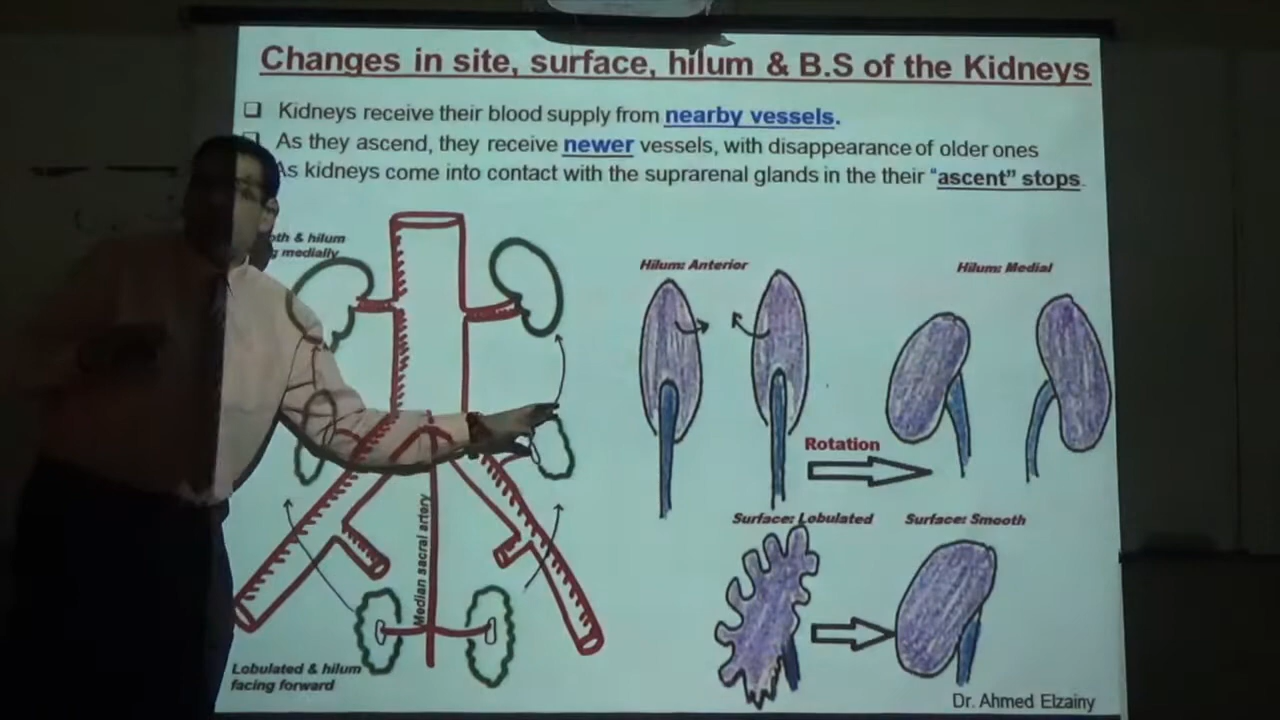 Changes in site, surface, hilum & B.S of the Kidneys
Kidneys receive their blood supply from nearby vessels.
As they ascend, they receive newer vessels, with disappearance of older ones
As kidneys come into contact with the suprarenal glands in the their "ascent" stops.
& hilum
medially
Hilum: Anterior
Hilum: Medial
Rotation
Median sacral artery
Surface: Lobulated
Surface: Smooth
Lobulated & hilum
facing forward
Dr. Ahmed Elzainy